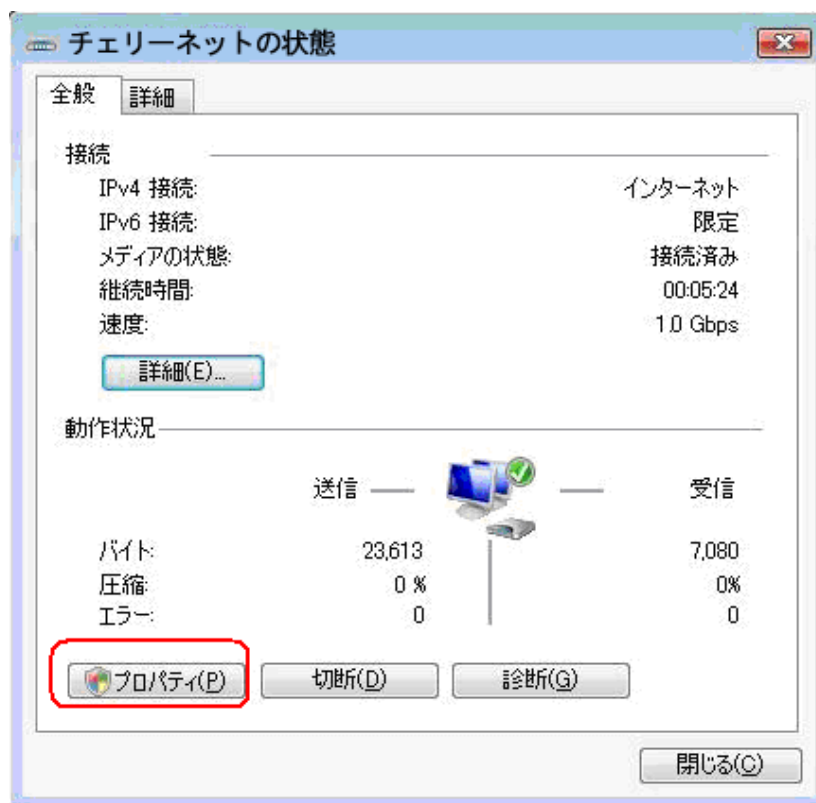 チェリーネットの状態
全般 詳細
接続
IPv4 接続: インターネット
IPv6 接続: 限定
メディアの状態: 接続済み
継続時間: 00:05:24
速度: 1.0 Gbps
詳細(E)...
動作状況
送信 受信
バイト: 23,613 7,080
圧縮: 0 % 0%
エラー: 0 0
プロパティ(P) 切断(D) 診断(G)
閉じる(C)